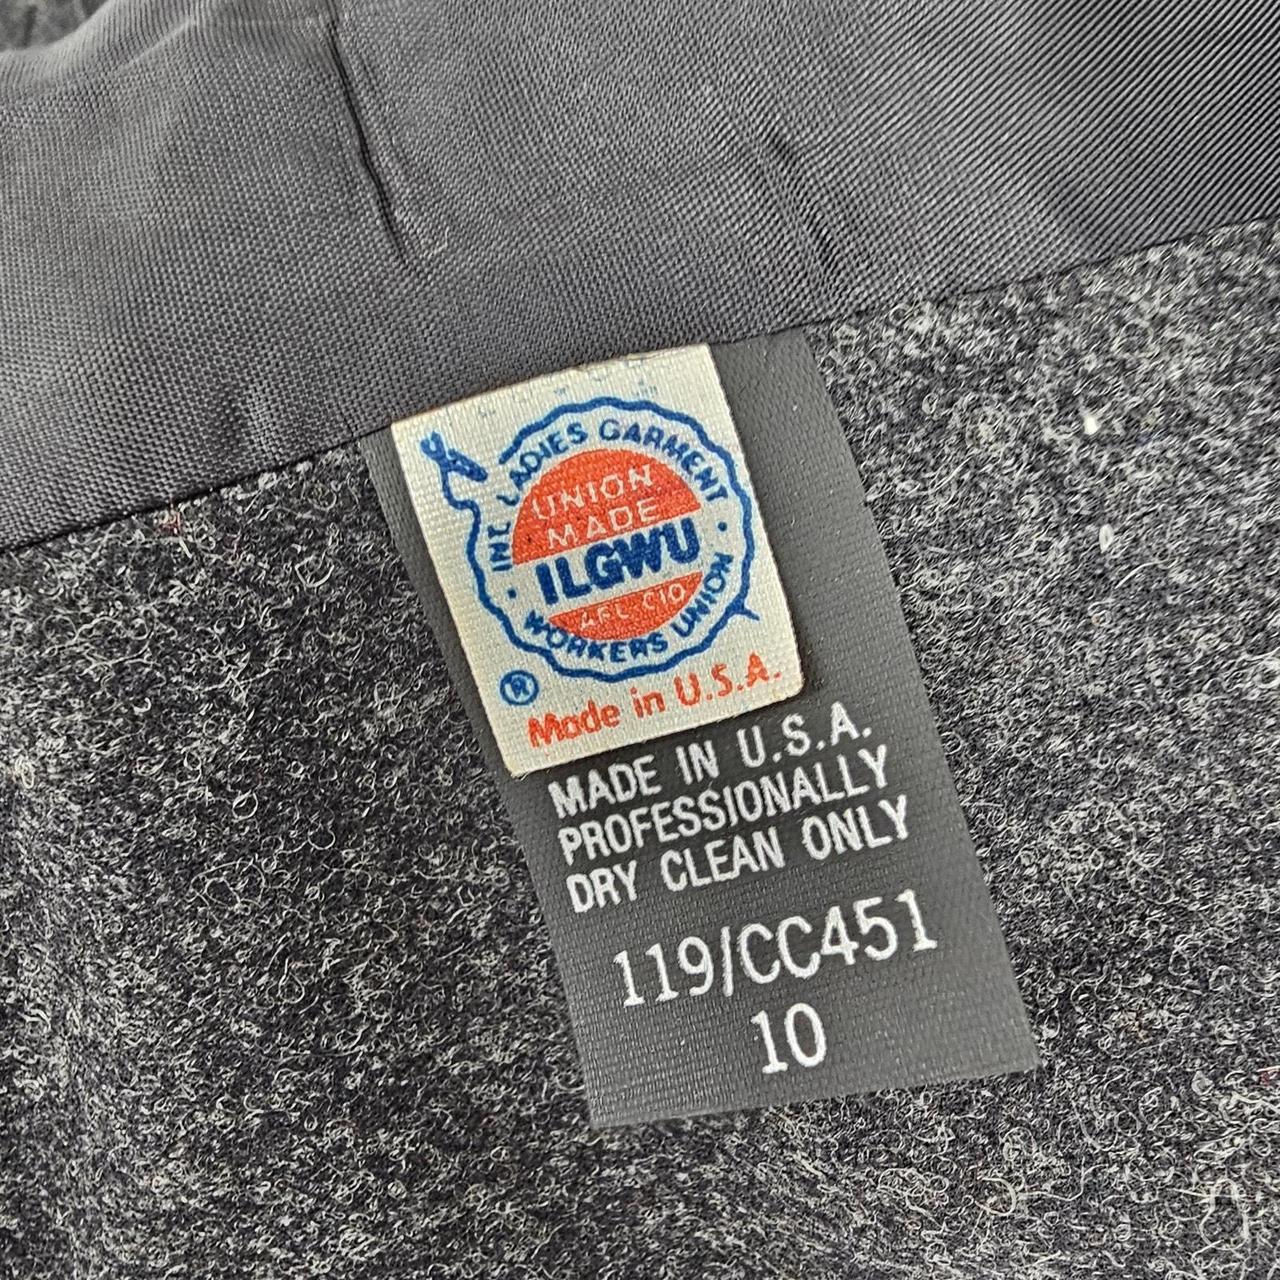 INT. LADIES GARMENT
UNION
MADE
ILGWU
AFL-CIO
WORKERS UNION
®
Made in U.S.A.
MADE IN U.S.A.
PROFESSIONALLY
DRY CLEAN ONLY
119/CC451
10